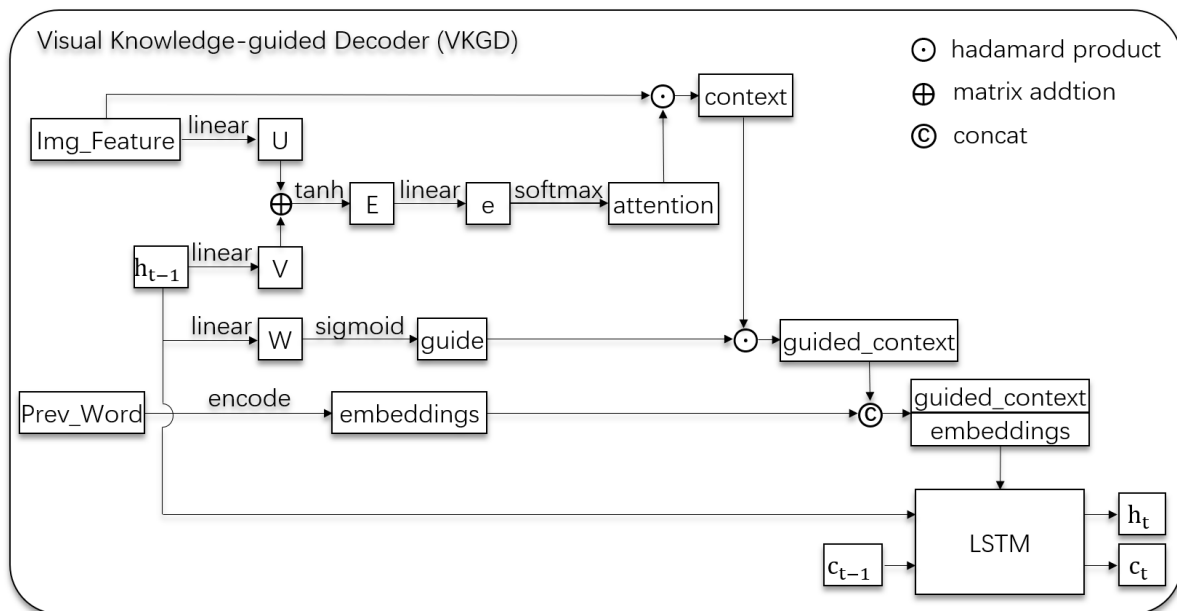 Visual Knowledge-guided Decoder (VKGD)
hadamard product
matrix addtion
concat
context
Img_Feature
linear
U
tanh
E
linear
e
softmax
attention
h_{t-1}
linear
V
linear
W
sigmoid
guide
guided_context
Prev_Word
encode
embeddings
C
guided_context
embeddings
LSTM
h_t
c_{t-1}
c_t